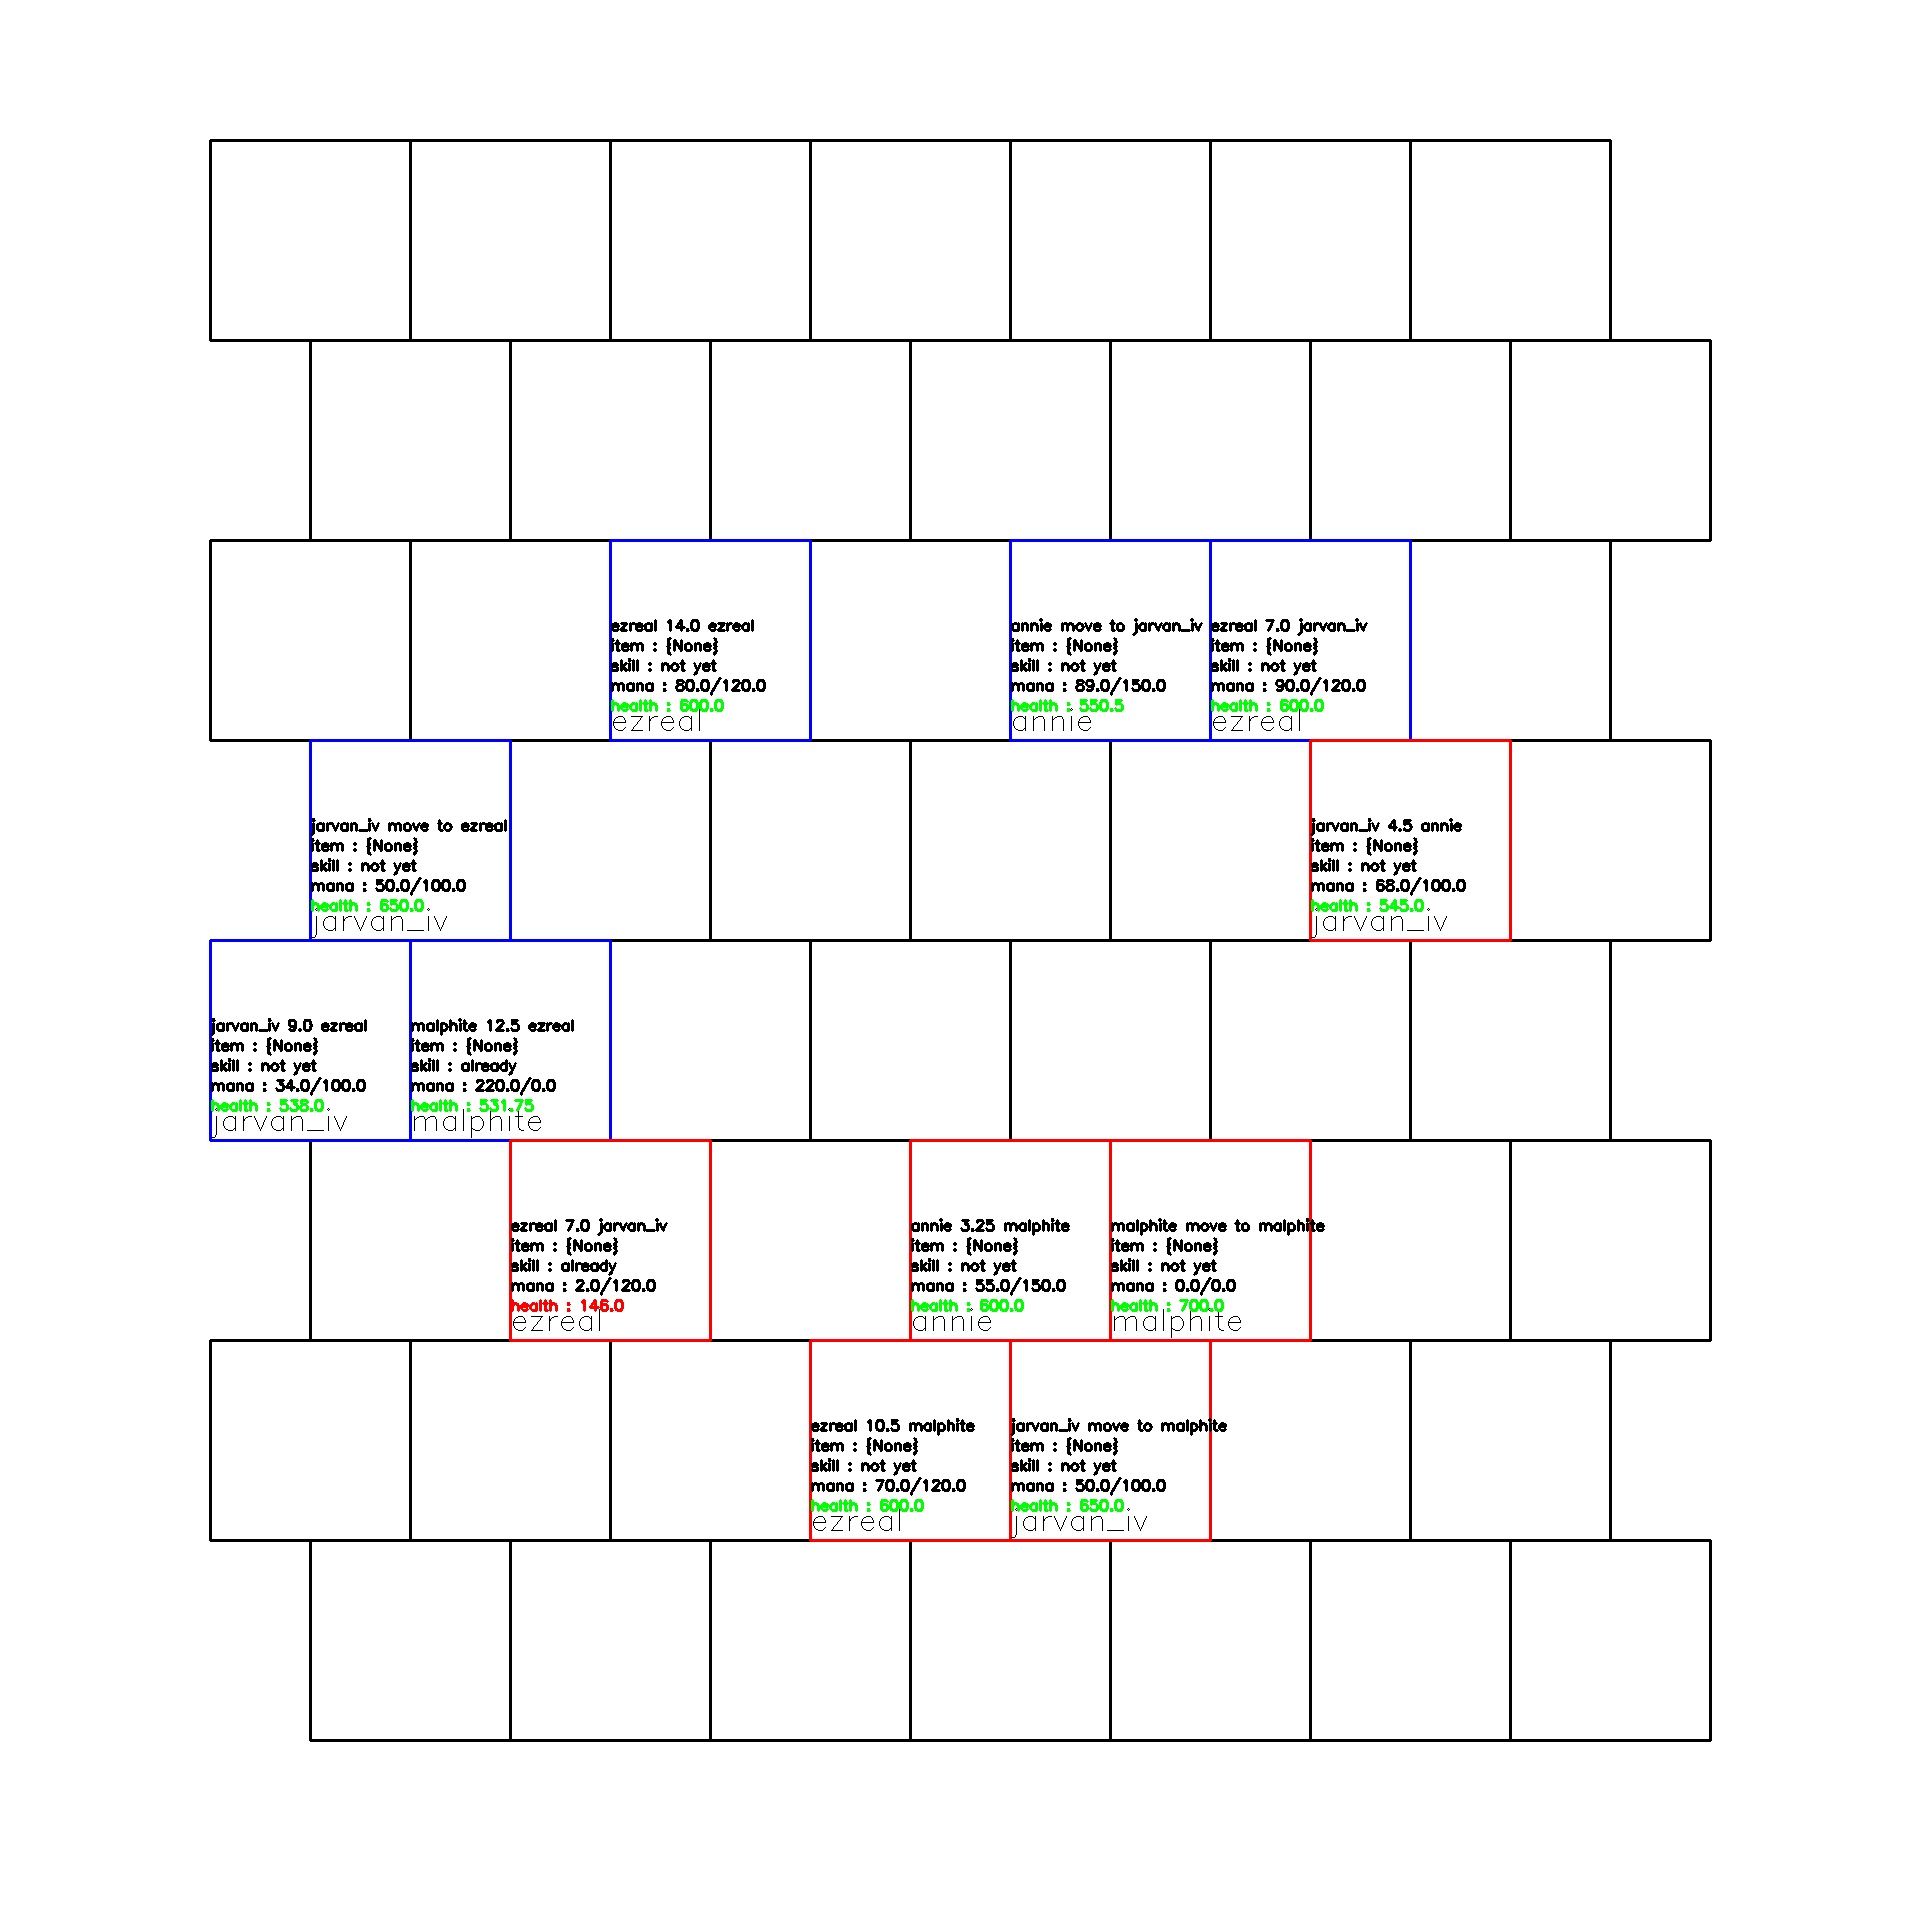 ezreal 14.0 ezreal
item : {None}
skill : not yet
mana : 80.0/120.0
health : 600.0
ezreal
annie move to jarvan_iv
item : {None}
skill : not yet
mana : 89.0/150.0
health : 550.5
annie
ezreal 7.0 jarvan_iv
item : {None}
skill : not yet
mana : 90.0/120.0
health : 600.0
ezreal
jarvan_iv move to ezreal
item : {None}
skill : not yet
mana : 50.0/100.0
health : 650.0
jarvan_iv
jarvan_iv 4.5 annie
item : {None}
skill : not yet
mana : 68.0/100.0
health : 545.0
jarvan_iv
jarvan_iv 9.0 ezreal
item : {None}
skill : not yet
mana : 34.0/100.0
health : 538.0
jarvan_iv
malphite 12.5 ezreal
item : {None}
skill : already
mana : 220.0/0.0
health : 531.75
malphite
ezreal 7.0 jarvan_iv
item : {None}
skill : already
mana : 2.0/120.0
health : 146.0
ezreal
annie 3.25 malphite
item : {None}
skill : not yet
mana : 55.0/150.0
health : 600.0
annie
malphite move to malphite
item : {None}
skill : not yet
mana : 0.0/0.0
health : 700.0
malphite
ezreal 10.5 malphite
item : {None}
skill : not yet
mana : 70.0/120.0
health : 600.0
ezreal
jarvan_iv move to malphite
item : {None}
skill : not yet
mana : 50.0/100.0
health : 650.0
jarvan_iv